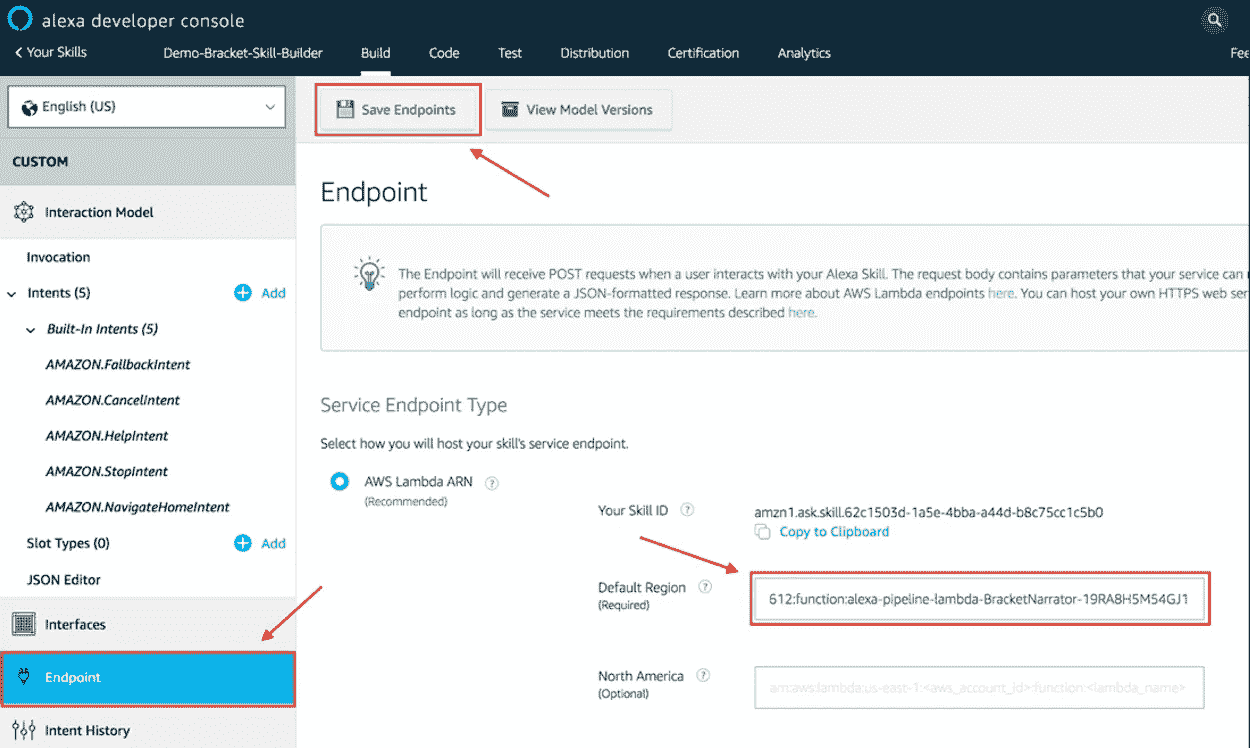 alexa developer console
Your Skills
Demo-Bracket-Skill-Builder
Build
Code
Test
Distribution
Certification
Analytics
Fee
English (US)
Save Endpoints
View Model Versions
CUSTOM
Interaction Model
Invocation
Intents (5)
Add
Built-In Intents (5)
AMAZON.FallbackIntent
AMAZON.CancelIntent
AMAZON.HelpIntent
AMAZON.StopIntent
AMAZON.NavigateHomeIntent
Slot Types (0)
Add
JSON Editor
Interfaces
Endpoint
Intent History
Endpoint
The Endpoint will receive POST requests when a user interacts with your Alexa Skill. The request body contains parameters that your service can
perform logic and generate a JSON-formatted response. Learn more about AWS Lambda endpoints here. You can host your own HTTPS web ser
endpoint as long as the service meets the requirements described here.
Service Endpoint Type
Select how you will host your skill's service endpoint.
AWS Lambda ARN ?
(Recommended)
Your Skill ID ?
amzn1.ask.skill.62c1503d-1a5e-4bba-a44d-b8c75cc1c5b0
Copy to Clipboard
Default Region ?
(Required)
612:function:alexa-pipeline-lambda-BracketNarrator-19RA8H5M54GJ1
North America ?
(Optional)
arn:aws:lambda:us-east-1:<aws_account_id>:function:<lambda_name>